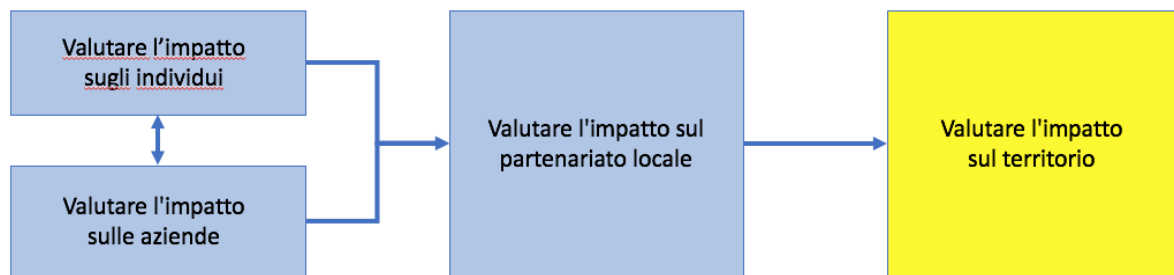 Valutare l’impatto
sugli individui
Valutare l'impatto
sulle aziende
Valutare l'impatto sul
partenariato locale
Valutare l'impatto
sul territorio